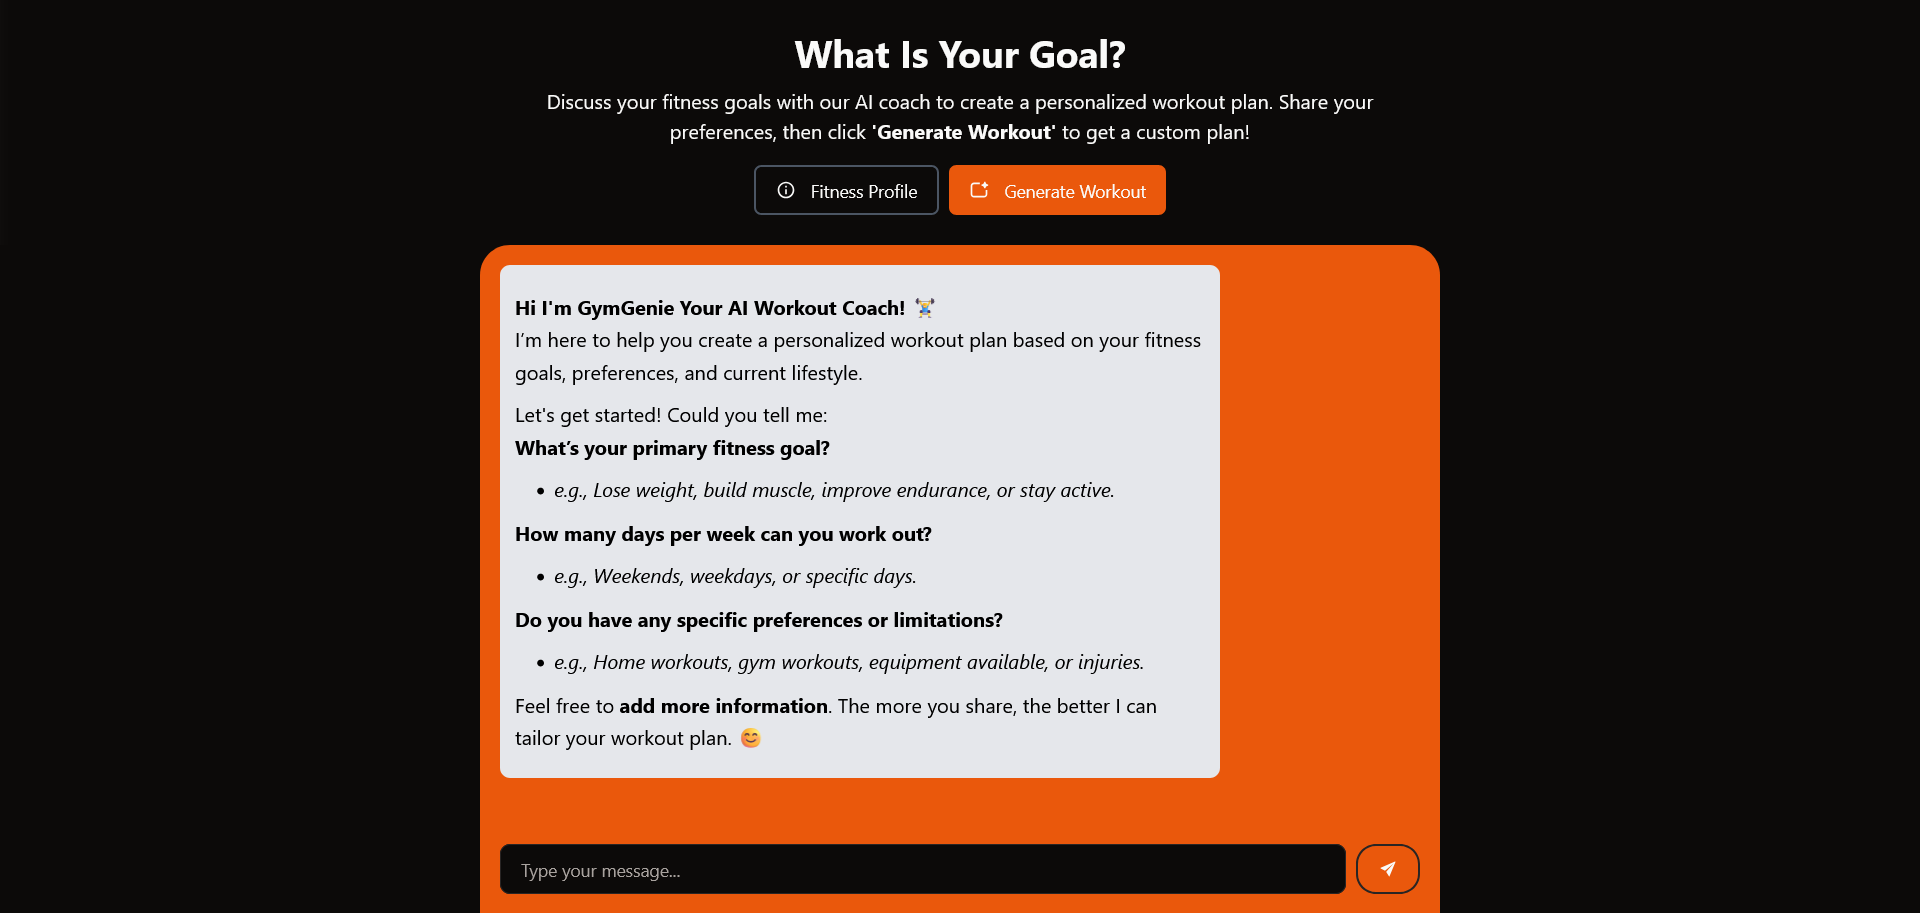 What Is Your Goal?
Discuss your fitness goals with our AI coach to create a personalized workout plan. Share your
preferences, then click 'Generate Workout' to get a custom plan!
Fitness Profile
Generate Workout
Hi I'm GymGenie Your AI Workout Coach! 🏋️
I’m here to help you create a personalized workout plan based on your fitness
goals, preferences, and current lifestyle.
Let's get started! Could you tell me:
What’s your primary fitness goal?
• e.g., Lose weight, build muscle, improve endurance, or stay active.
How many days per week can you work out?
• e.g., Weekends, weekdays, or specific days.
Do you have any specific preferences or limitations?
• e.g., Home workouts, gym workouts, equipment available, or injuries.
Feel free to add more information. The more you share, the better I can
tailor your workout plan. 😊
Type your message...